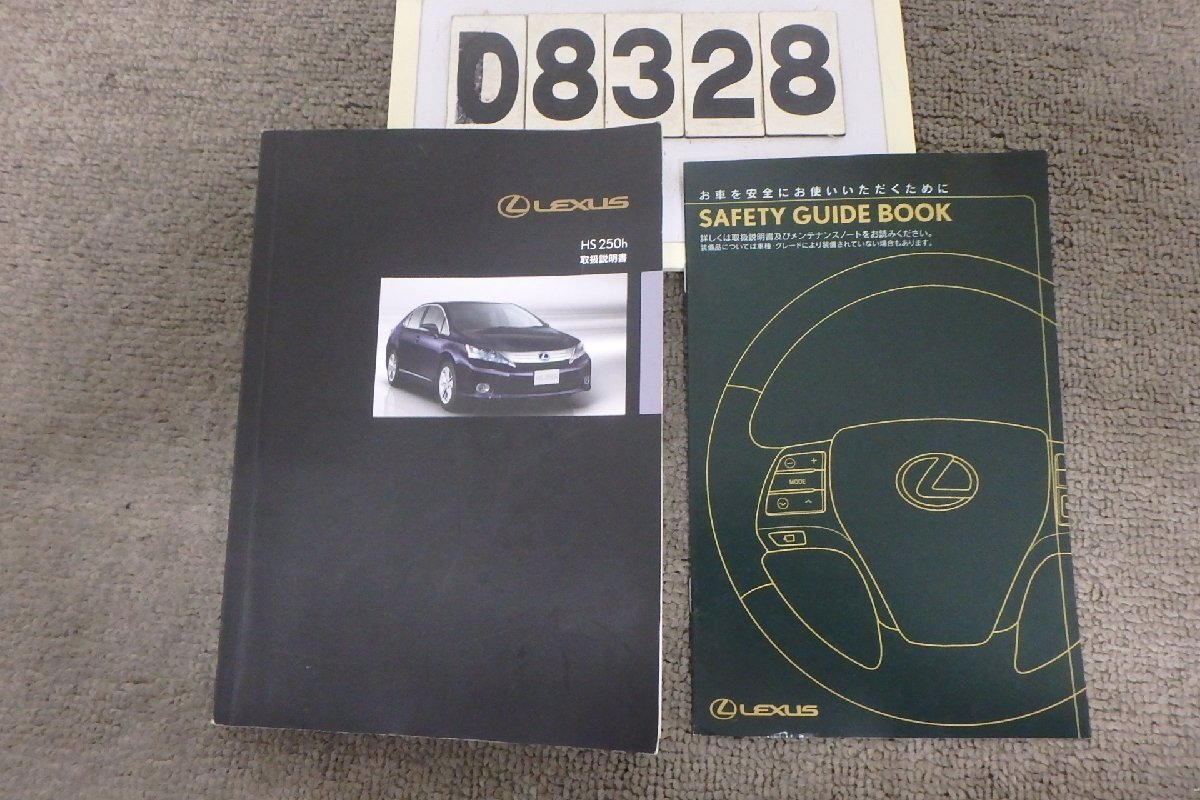 D8328
LEXUS
HS250h
取扱説明書
HS 250h
お車を安全にお使いいただくために
SAFETY GUIDE BOOK
詳しくは取扱説明書及びメンテナンスノートをお読みください。
装備品については車種・グレードにより装備されていない場合もあります。
+
MODE
LEXUS